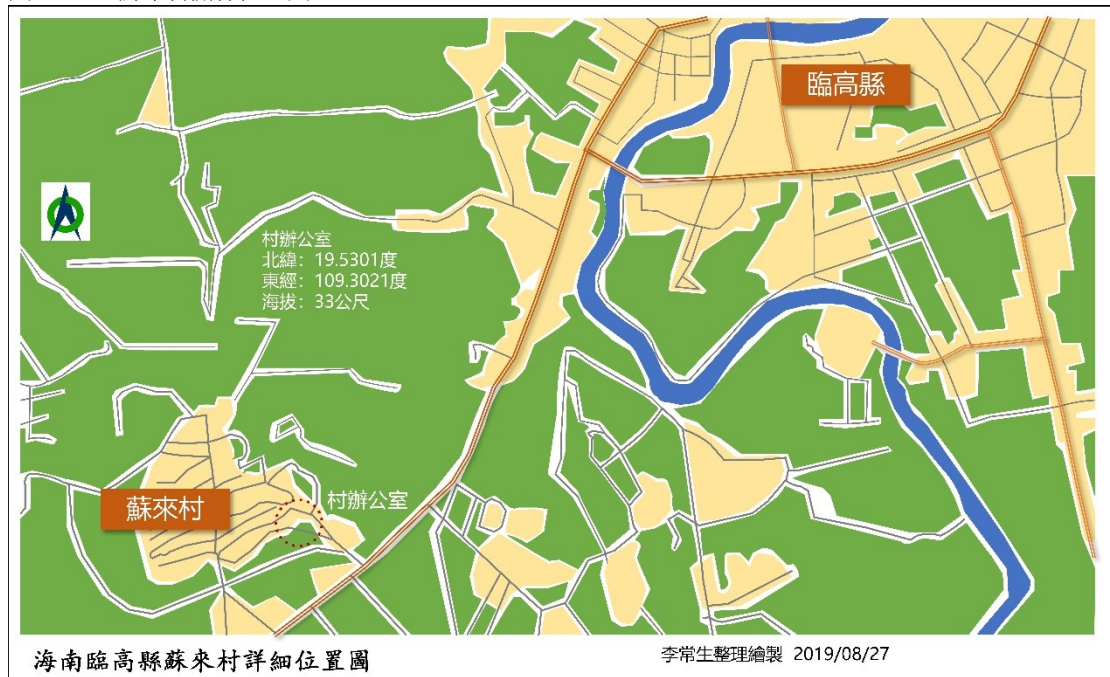 臨高縣
村辦公室
北緯：19.5301度
東經：109.3021度
海拔：33公尺
村辦公室
蘇來村
海南臨高縣蘇來村詳細位置圖
李常生整理繪製 2019/08/27